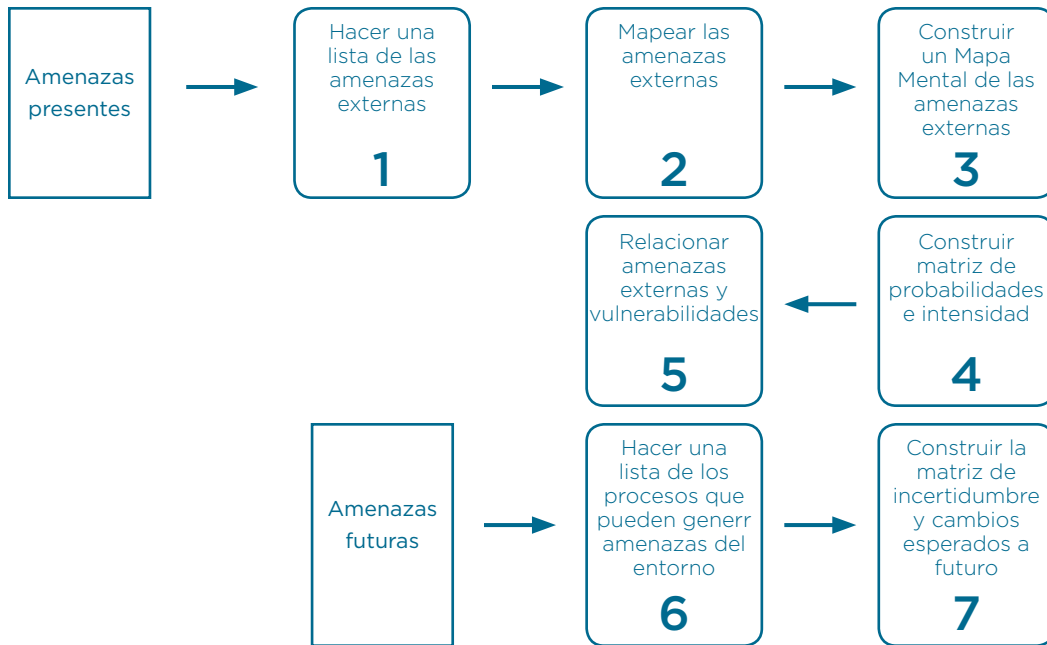 Amenazas
presentes
Hacer una
lista de las
amenazas
externas
1
Mapear las
amenazas
externas
2
Construir
un Mapa
Mental de las
amenazas
externas
3
Relacionar
amenazas
externas y
vulnerabilidades
5
Construir
matriz de
probabilidades
e intensidad
4
Amenazas
futuras
Hacer una
lista de los
procesos que
pueden generr
amenazas del
entorno
6
Construir la
matriz de
incertidumbre
y cambios
esperados a
futuro
7